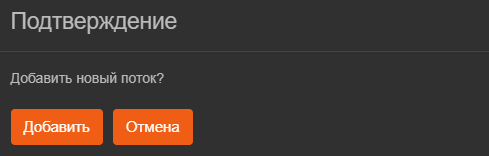 Подтверждение
Добавить новый поток?
Добавить Отмена